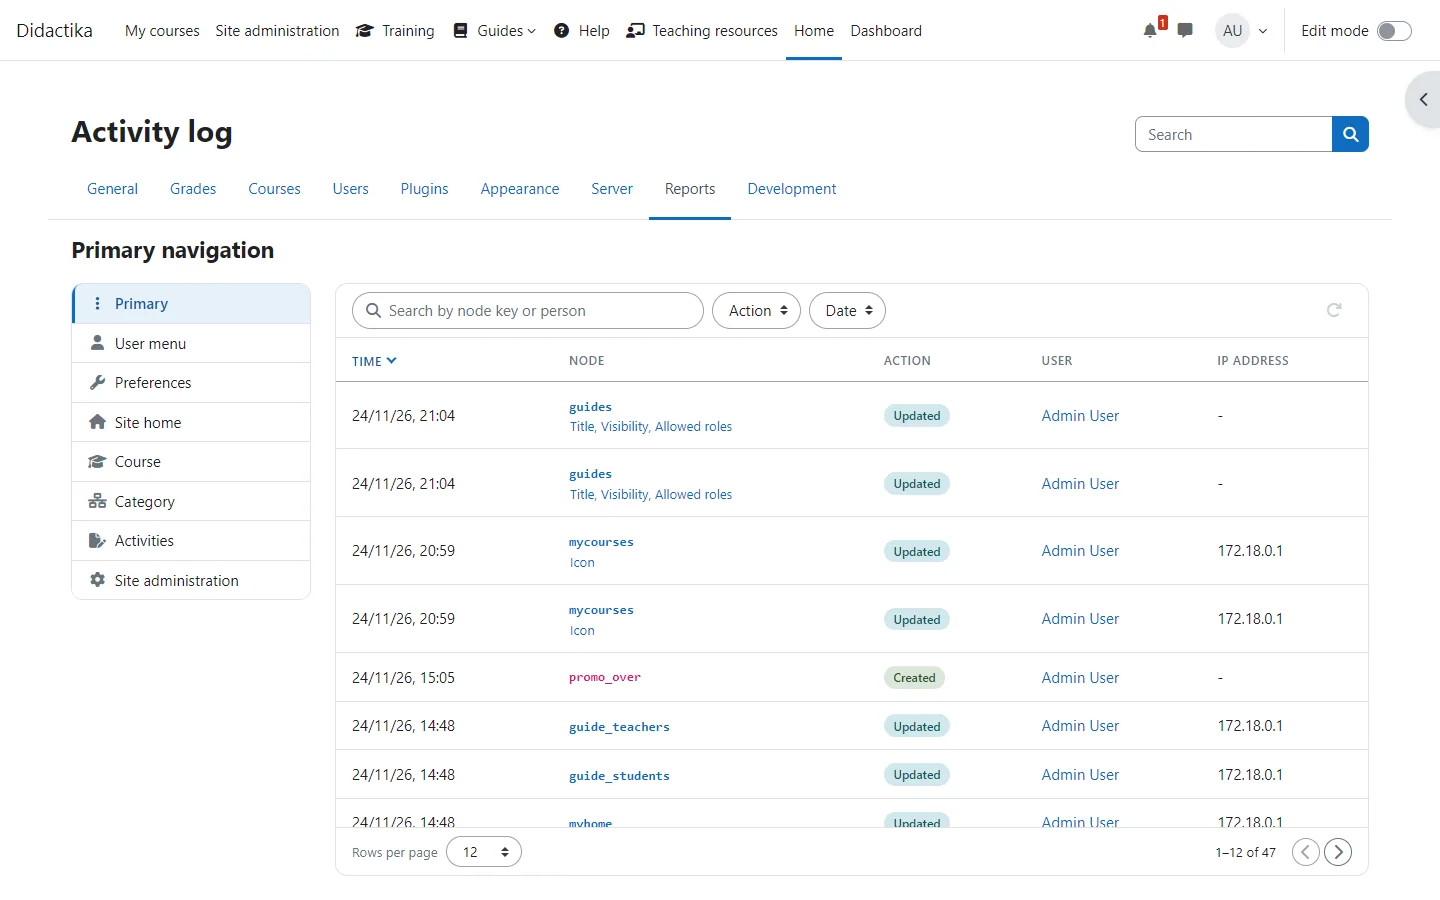 Didactika My courses Site administration Training Guides Help Teaching resources Home Dashboard 1 AU Edit mode
Activity log
Search
General Grades Courses Users Plugins Appearance Server Reports Development
Primary navigation
Primary
User menu
Preferences
Site home
Course
Category
Activities
Site administration
Search by node key or person Action Date
TIME NODE ACTION USER IP ADDRESS
24/11/26, 21:04 guides Updated Admin User -
Title, Visibility, Allowed roles
24/11/26, 21:04 guides Updated Admin User -
Title, Visibility, Allowed roles
24/11/26, 20:59 mycourses Updated Admin User 172.18.0.1
Icon
24/11/26, 20:59 mycourses Updated Admin User 172.18.0.1
Icon
24/11/26, 15:05 promo_over Created Admin User -
24/11/26, 14:48 guide_teachers Updated Admin User 172.18.0.1
24/11/26, 14:48 guide_students Updated Admin User 172.18.0.1
24/11/26, 14:48 myhome Updated Admin User 172.18.0.1
Rows per page 12 1–12 of 47